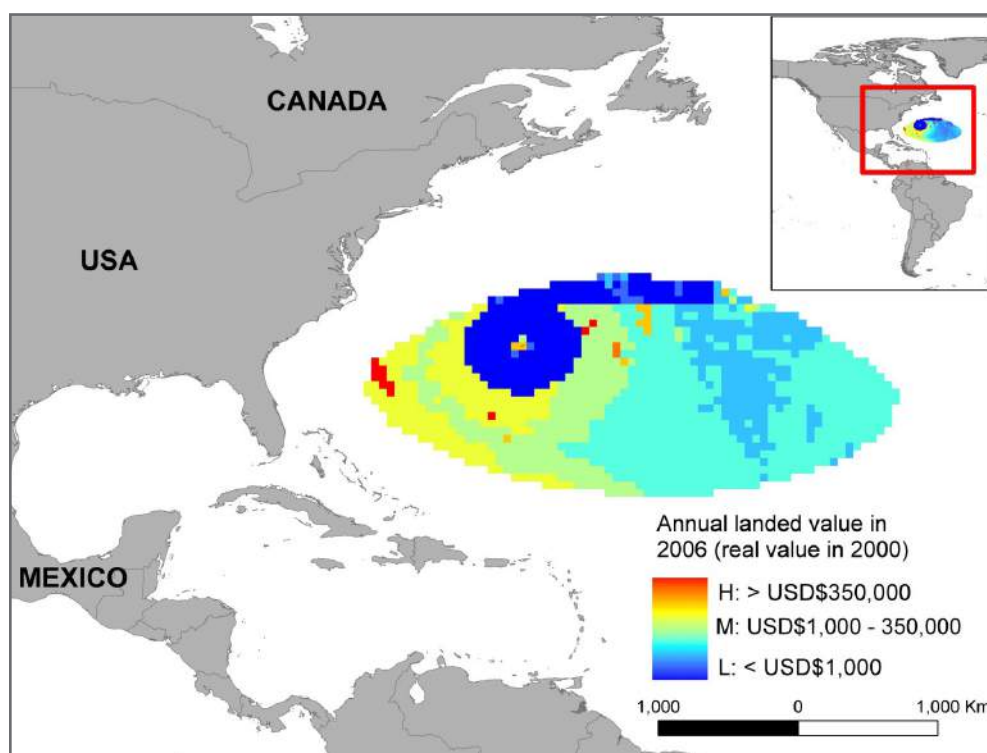 CANADA
USA
MEXICO
Annual landed value in
2006 (real value in 2000)
H: > USD$350,000
M: USD$1,000 - 350,000
L: < USD$1,000
1,000 0 1,000 Km